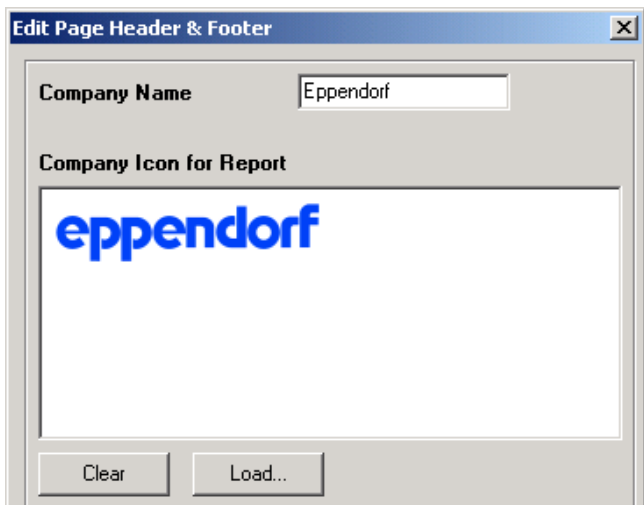 Edit Page Header & Footer
Company Name
Eppendorf
Company Icon for Report
eppendorf
Clear
Load...